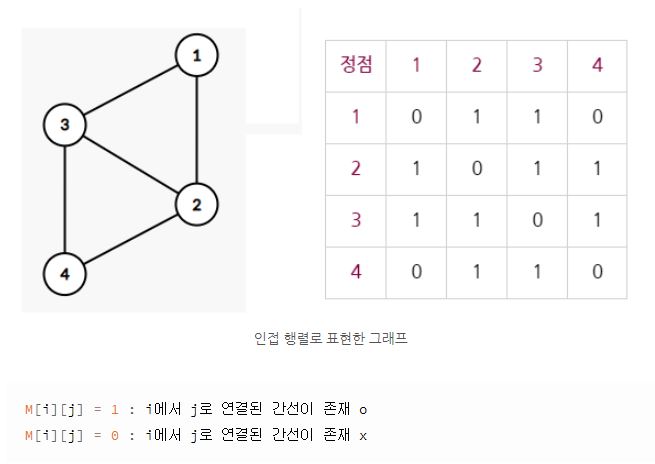 1
3
2
4
정점 1 2 3 4
1 0 1 1 0
2 1 0 1 1
3 1 1 0 1
4 0 1 1 0
인접 행렬로 표현한 그래프
M[i][j] = 1 : i에서 j로 연결된 간선이 존재 o
M[i][j] = 0 : i에서 j로 연결된 간선이 존재 x